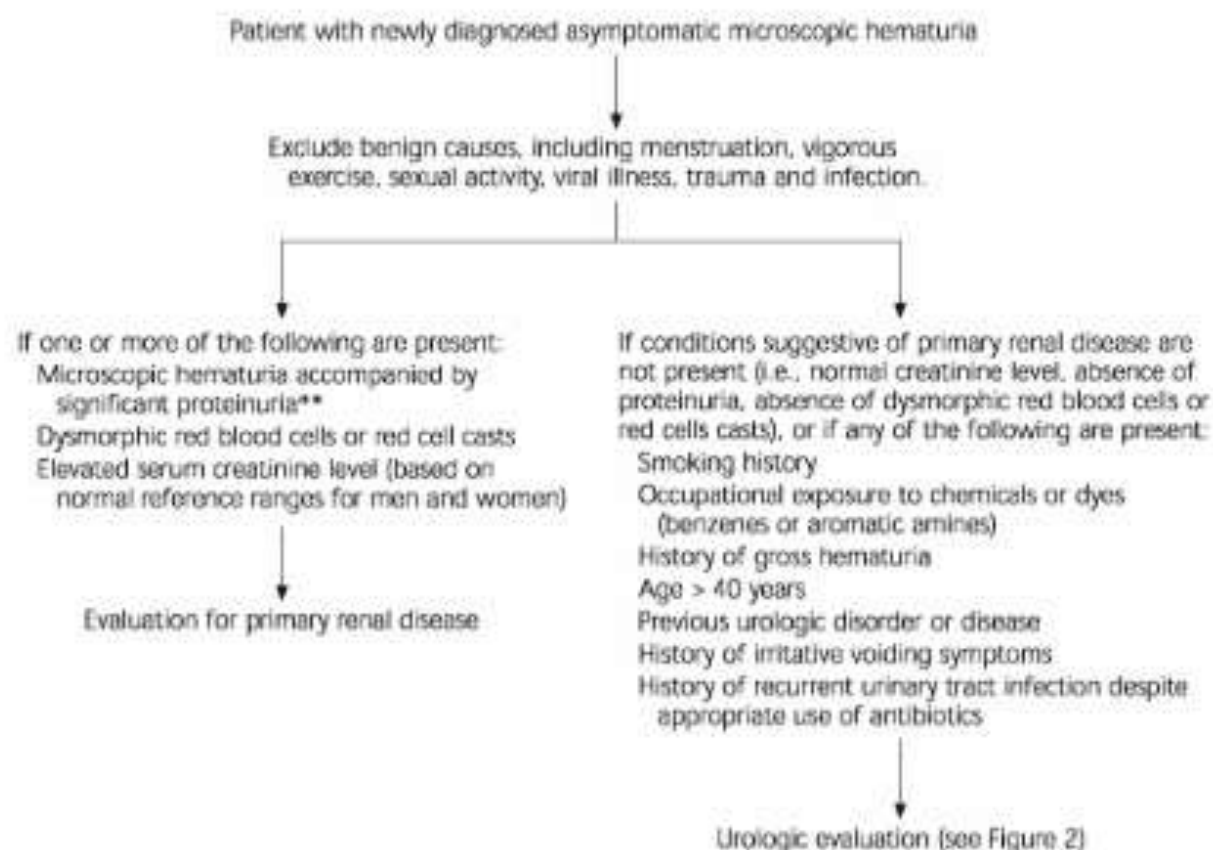 Patient with newly diagnosed asymptomatic microscopic hematuria
Exclude benign causes, including menstruation, vigorous
exercise, sexual activity, viral illness, trauma and infection.
If one or more of the following are present:
Microscopic hematuria accompanied by
significant proteinuria**
Dysmorphic red blood cells or red cell casts
Elevated serum creatinine level (based on
normal reference ranges for men and women)
Evaluation for primary renal disease
If conditions suggestive of primary renal disease are
not present (i.e., normal creatinine level, absence of
proteinuria, absence of dysmorphic red blood cells or
red cells casts), or if any of the following are present:
Smoking history
Occupational exposure to chemicals or dyes
(benzenes or aromatic amines)
History of gross hematuria
Age > 40 years
Previous urologic disorder or disease
History of irritative voiding symptoms
History of recurrent urinary tract infection despite
appropriate use of antibiotics
Urologic evaluation (see Figure 2)